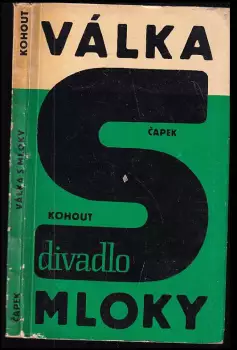 KOHOUT
VÁLKA S MLOKY
ČAPEK
VÁLKA
S
ČAPEK
KOHOUT
divadlo
MLOKY